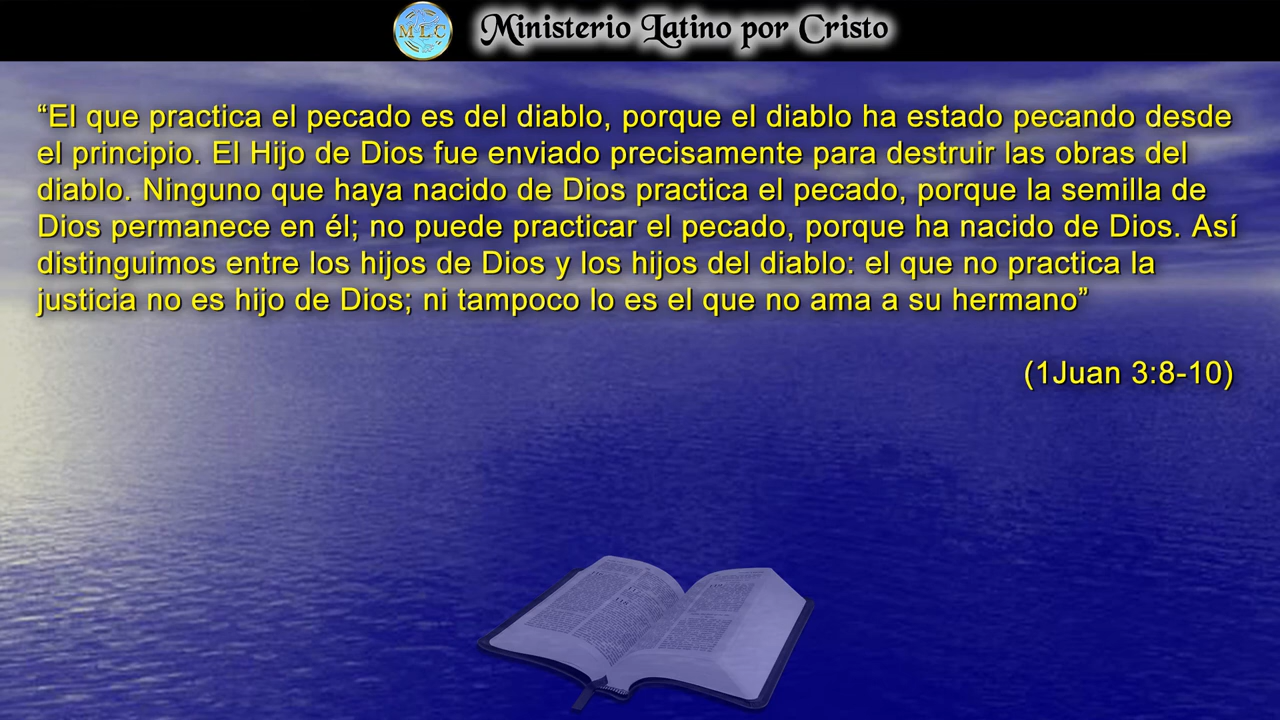 MLC Ministerio Latino por Cristo
“El que practica el pecado es del diablo, porque el diablo ha estado pecando desde
el principio. El Hijo de Dios fue enviado precisamente para destruir las obras del
diablo. Ninguno que haya nacido de Dios practica el pecado, porque la semilla de
Dios permanece en él; no puede practicar el pecado, porque ha nacido de Dios. Así
distinguimos entre los hijos de Dios y los hijos del diablo: el que no practica la
justicia no es hijo de Dios; ni tampoco lo es el que no ama a su hermano”
(1Juan 3:8-10)